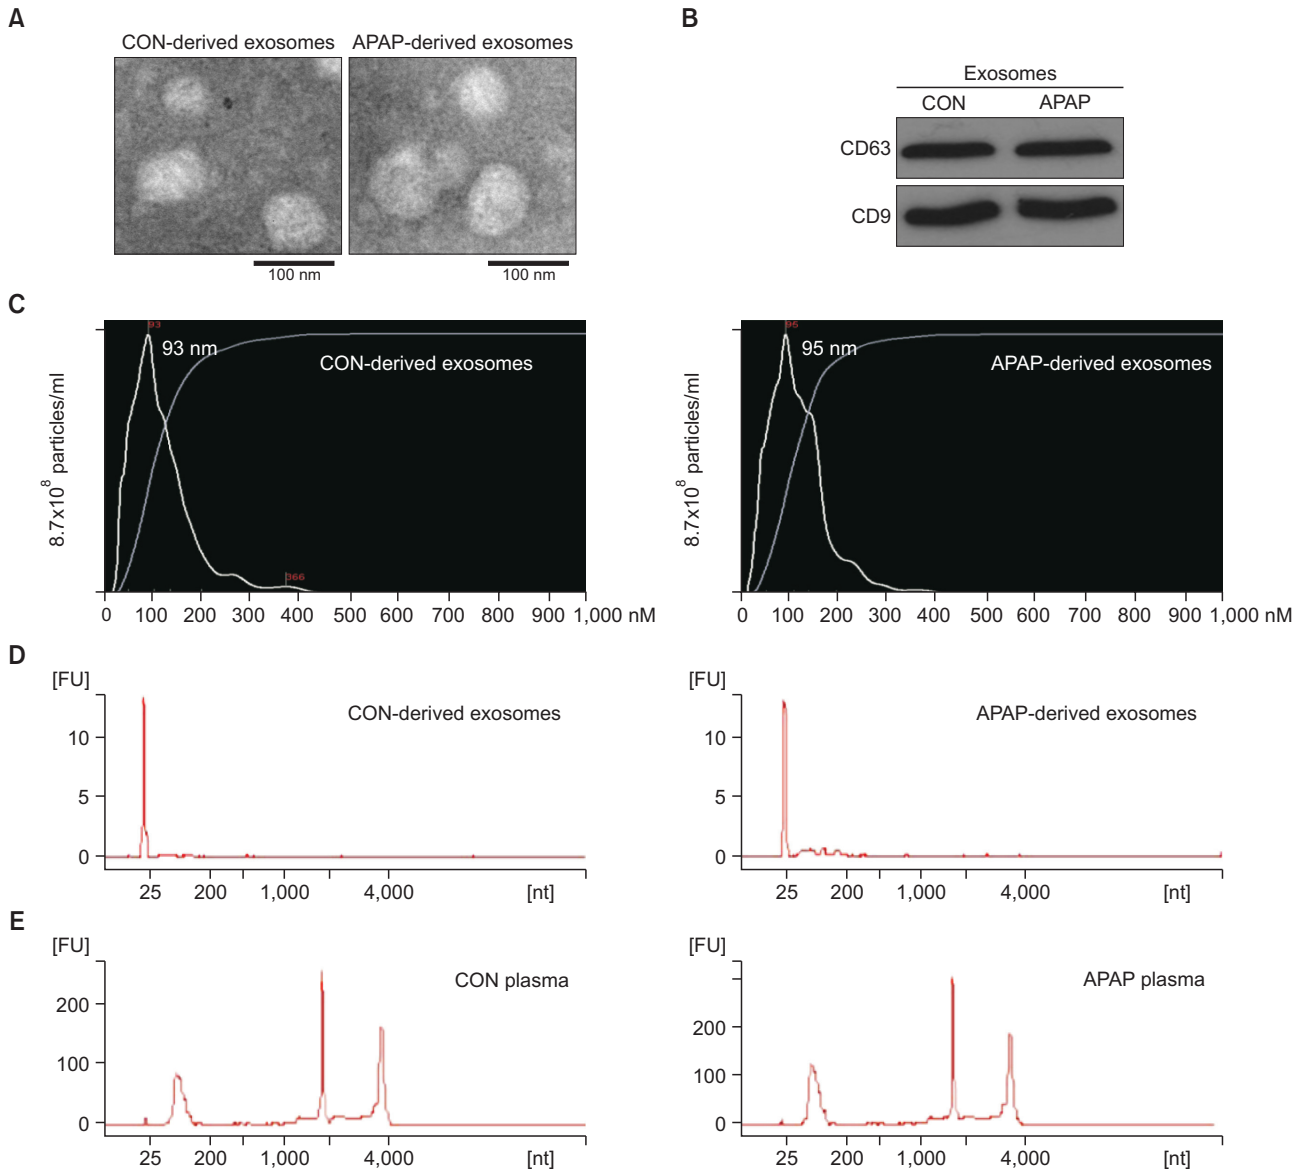 A
CON-derived exosomes
APAP-derived exosomes
100 nm
100 nm
B
Exosomes
CON APAP
CD63
CD9
C
8.7x10⁸ particles/ml
93
93 nm
CON-derived exosomes
366
0 100 200 300 400 500 600 700 800 900 1,000 nM
8.7x10⁸ particles/ml
95 nm
APAP-derived exosomes
0 100 200 300 400 500 600 700 800 900 1,000 nM
D
[FU]
CON-derived exosomes
10
5
0
25 200 1,000 4,000 [nt]
[FU]
APAP-derived exosomes
10
5
0
25 200 1,000 4,000 [nt]
E
[FU]
CON plasma
200
100
0
25 200 1,000 4,000 [nt]
[FU]
APAP plasma
200
100
0
25 200 1,000 4,000 [nt]